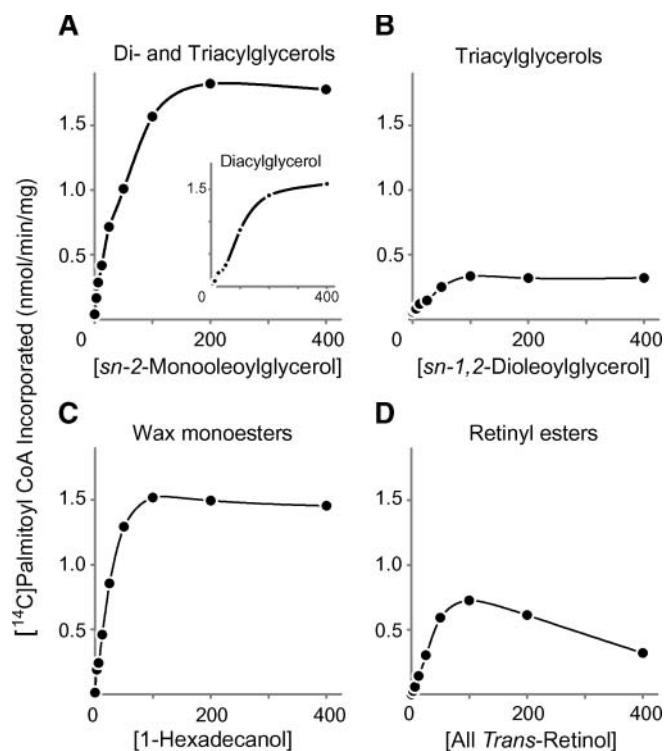 A
Di- and Triacylglycerols
1.5
1.0
0.5
0
200
400
[sn-2-Monooleoylglycerol]
Diacylglycerol
1.5
0
400
B
Triacylglycerols
1.5
1.0
0.5
0
200
400
[sn-1,2-Dioleoylglycerol]
C
Wax monoesters
1.5
1.0
0.5
0
200
400
[1-Hexadecanol]
D
Retinyl esters
1.5
1.0
0.5
0
200
400
[All Trans-Retinol]
[¹⁴C]Palmitoyl CoA Incorporated (nmol/min/mg)